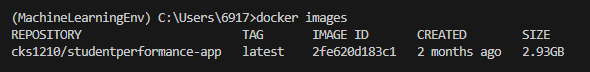 (MachineLearningEnv) C:\Users\6917>docker images
REPOSITORY TAG IMAGE ID CREATED SIZE
cks1210/studentperformance-app latest 2fe620d183c1 2 months ago 2.93GB